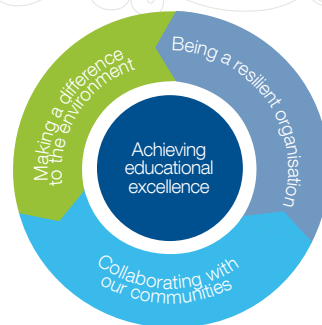 Making a difference
to the environment
Being a resilient organisation
Achieving
educational
excellence
Collaborating with
our communities